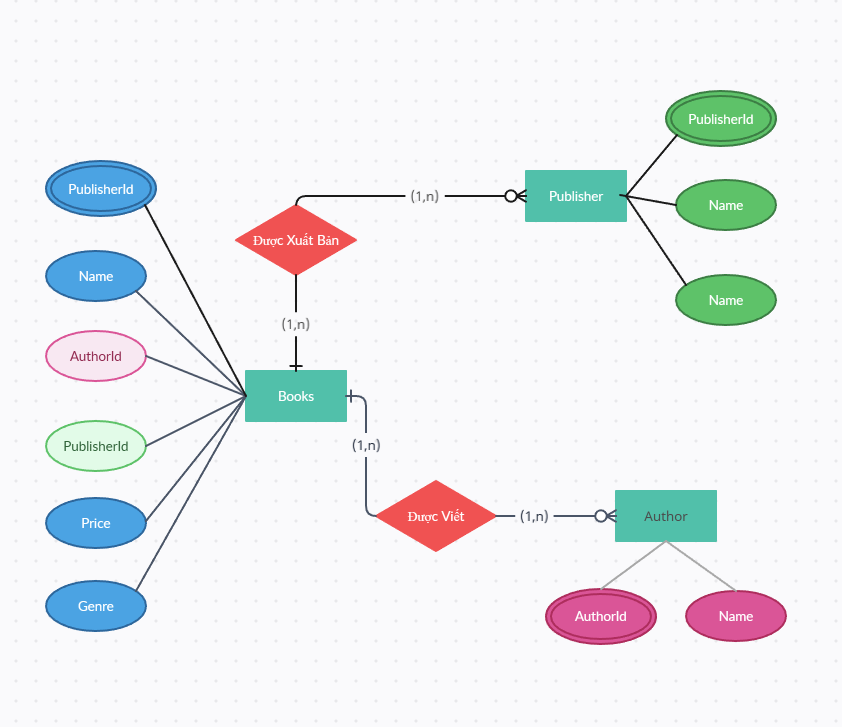 PublisherId
Name
AuthorId
PublisherId
Price
Genre
Được Xuất Bản
(1,n)
(1,n)
Books
(1,n)
Được Viết
(1,n)
Publisher
PublisherId
Name
Name
Author
AuthorId
Name